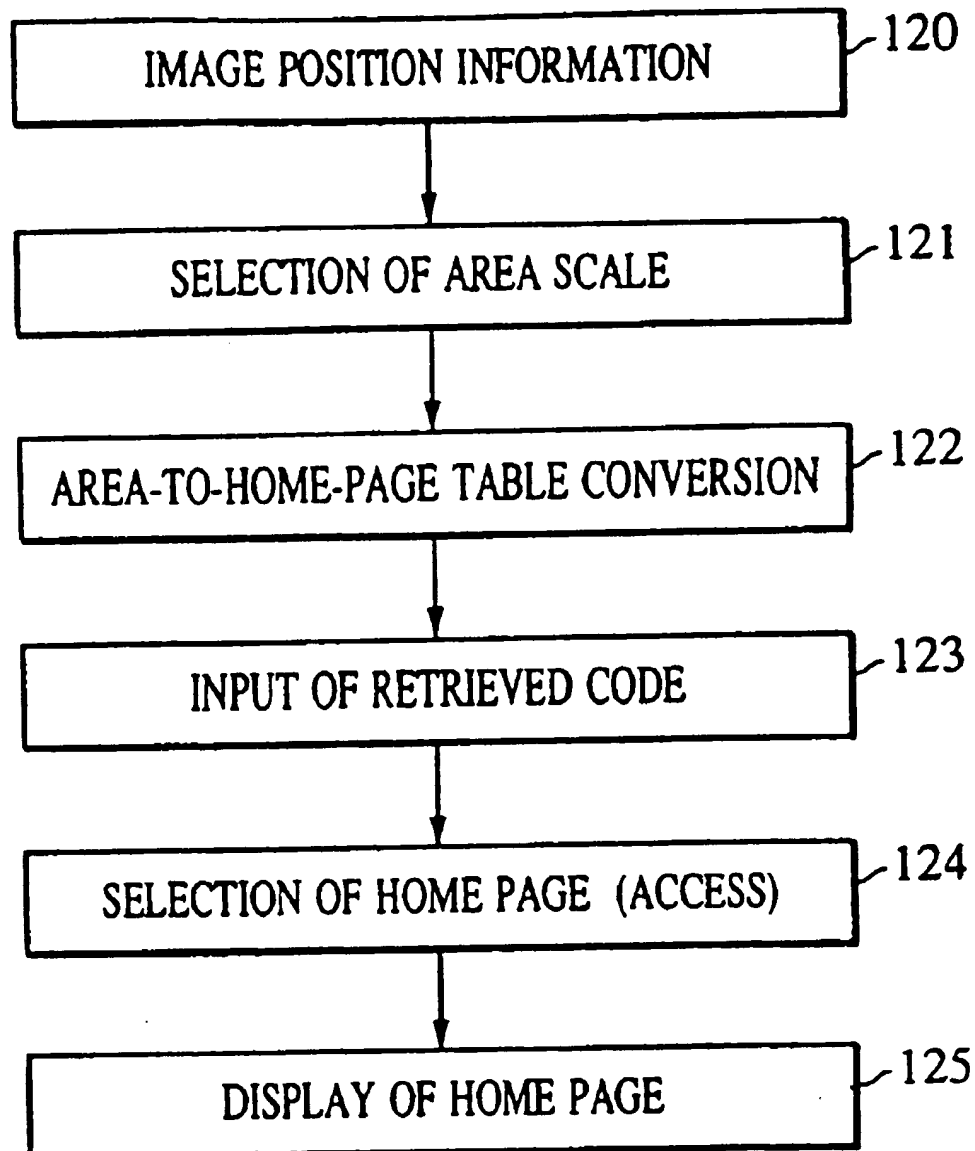 IMAGE POSITION INFORMATION
120
SELECTION OF AREA SCALE
121
AREA-TO-HOME-PAGE TABLE CONVERSION
122
INPUT OF RETRIEVED CODE
123
SELECTION OF HOME PAGE (ACCESS)
124
DISPLAY OF HOME PAGE
125